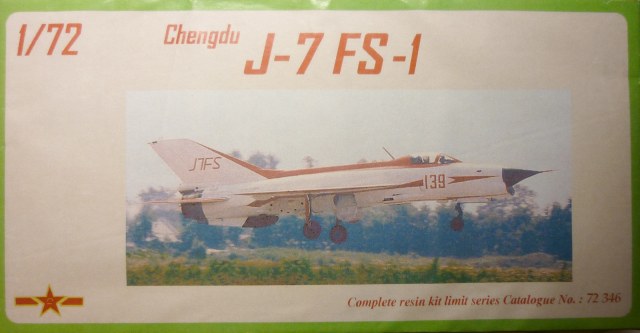 1/72
Chengdu
J-7 FS-1
J7FS
139
Complete resin kit limit series Catalogue No. : 72 346